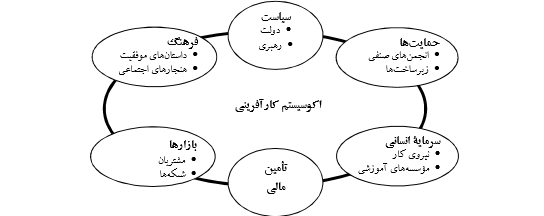 سیاست
• دولت
• رهبری
حمایت‌ها
• انجمن‌های صنفی
• زیرساخت‌ها
سرمایهٔ انسانی
• نیروی کار
• مؤسسه‌های آموزشی
تأمین
مالی
بازارها
• مشتریان
• شبکه‌ها
فرهنگ
• داستان‌های موفقیت
• هنجارهای اجتماعی
اکوسیستم کارآفرینی